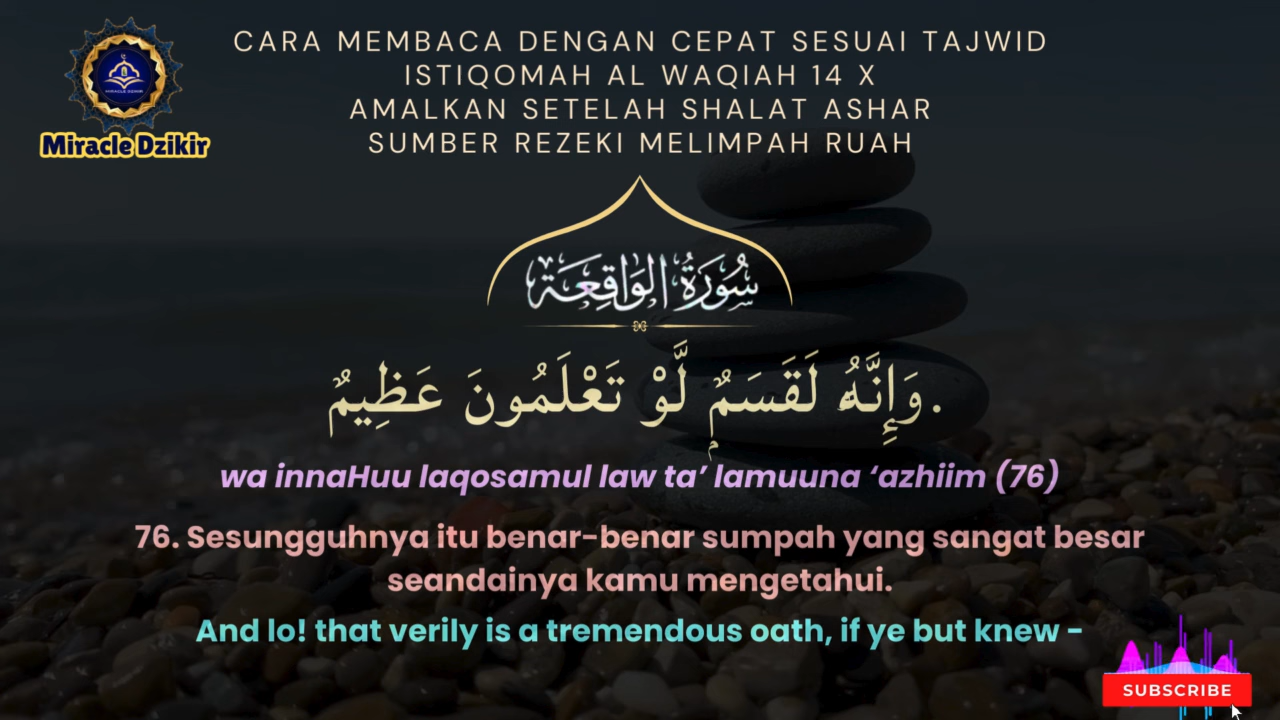 CARA MEMBACA DENGAN CEPAT SESUAI TAJWID
ISTIQOMAH AL WAQIAH 14 X
AMALKAN SETELAH SHALAT ASHAR
SUMBER REZEKI MELIMPAH RUAH
MIRACLE DZIKIR
Miracle Dzikir
سُورَةُ الوَاقِعَة
وَإِنَّهُ لَقَسَمٌ لَّوْ تَعْلَمُونَ عَظِيمٌ.
wa innaHuu laqosamul law ta’ lamuuna ‘azhiim (76)
76. Sesungguhnya itu benar-benar sumpah yang sangat besar
seandainya kamu mengetahui.
And lo! that verily is a tremendous oath, if ye but knew -
SUBSCRIBE